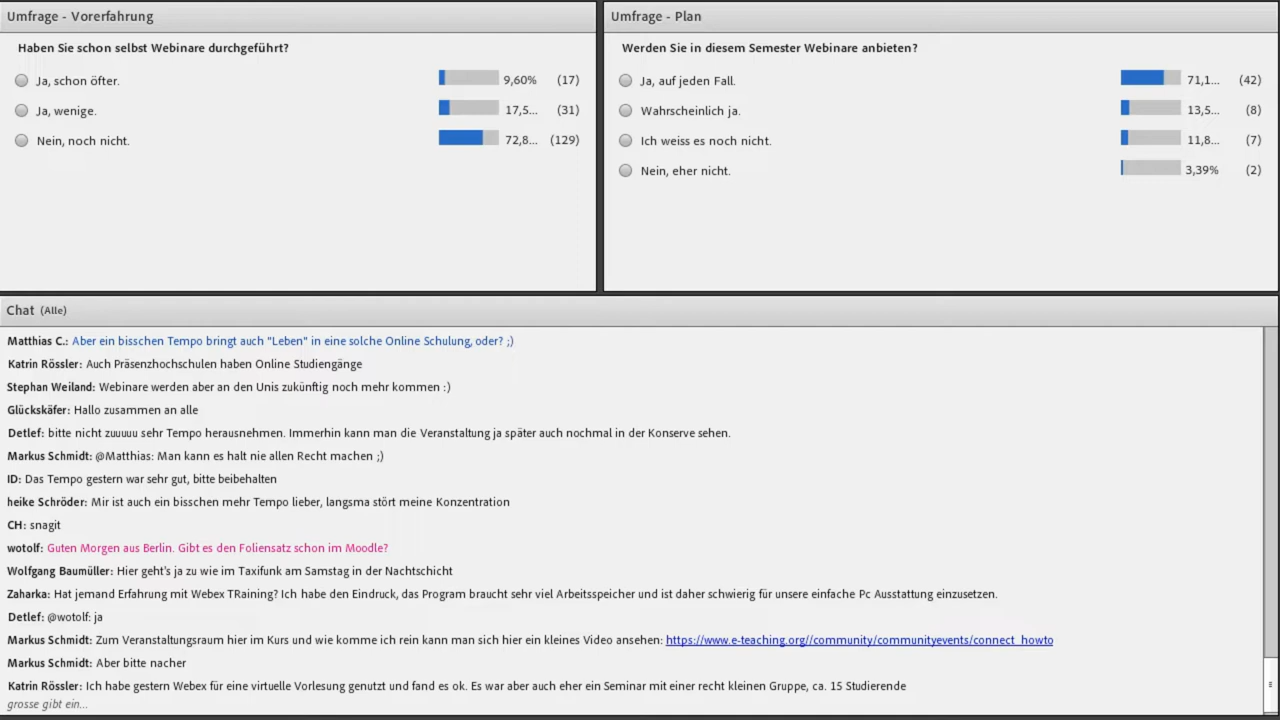 Umfrage - Vorerfahrung
Haben Sie schon selbst Webinare durchgeführt?
Ja, schon öfter. 9,60% (17)
Ja, wenige. 17,5... (31)
Nein, noch nicht. 72,8... (129)
Umfrage - Plan
Werden Sie in diesem Semester Webinare anbieten?
Ja, auf jeden Fall. 71,1... (42)
Wahrscheinlich ja. 13,5... (8)
Ich weiss es noch nicht. 11,8... (7)
Nein, eher nicht. 3,39% (2)
Chat (Alle)
Matthias C.: Aber ein bisschen Tempo bringt auch "Leben" in eine solche Online Schulung, oder? ;)
Katrin Rössler: Auch Präsenzhochschulen haben Online Studiengänge
Stephan Weiland: Webinare werden aber an den Unis zukünftig noch mehr kommen :)
Glückskäfer: Hallo zusammen an alle
Detlef: bitte nicht zuuuuu sehr Tempo herausnehmen. Immerhin kann man die Veranstaltung ja später auch nochmal in der Konserve sehen.
Markus Schmidt: @Matthias: Man kann es halt nie allen Recht machen ;)
ID: Das Tempo gestern war sehr gut, bitte beibehalten
heike Schröder: Mir ist auch ein bisschen mehr Tempo lieber, langsma stört meine Konzentration
CH: snagit
wotolf: Guten Morgen aus Berlin. Gibt es den Foliensatz schon im Moodle?
Wolfgang Baumüller: Hier geht's ja zu wie im Taxifunk am Samstag in der Nachtschicht
Zaharka: Hat jemand Erfahrung mit Webex TRaining? Ich habe den Eindruck, das Program braucht sehr viel Arbeitsspeicher und ist daher schwierig für unsere einfache Pc Ausstattung einzusetzen.
Detlef: @wotolf: ja
Markus Schmidt: Zum Veranstaltungsraum hier im Kurs und wie komme ich rein kann man sich hier ein kleines Video ansehen: https://www.e-teaching.org//community/communityevents/connect_howto
Markus Schmidt: Aber bitte nacher
Katrin Rössler: Ich habe gestern Webex für eine virtuelle Vorlesung genutzt und fand es ok. Es war aber auch eher ein Seminar mit einer recht kleinen Gruppe, ca. 15 Studierende
grosse gibt ein...